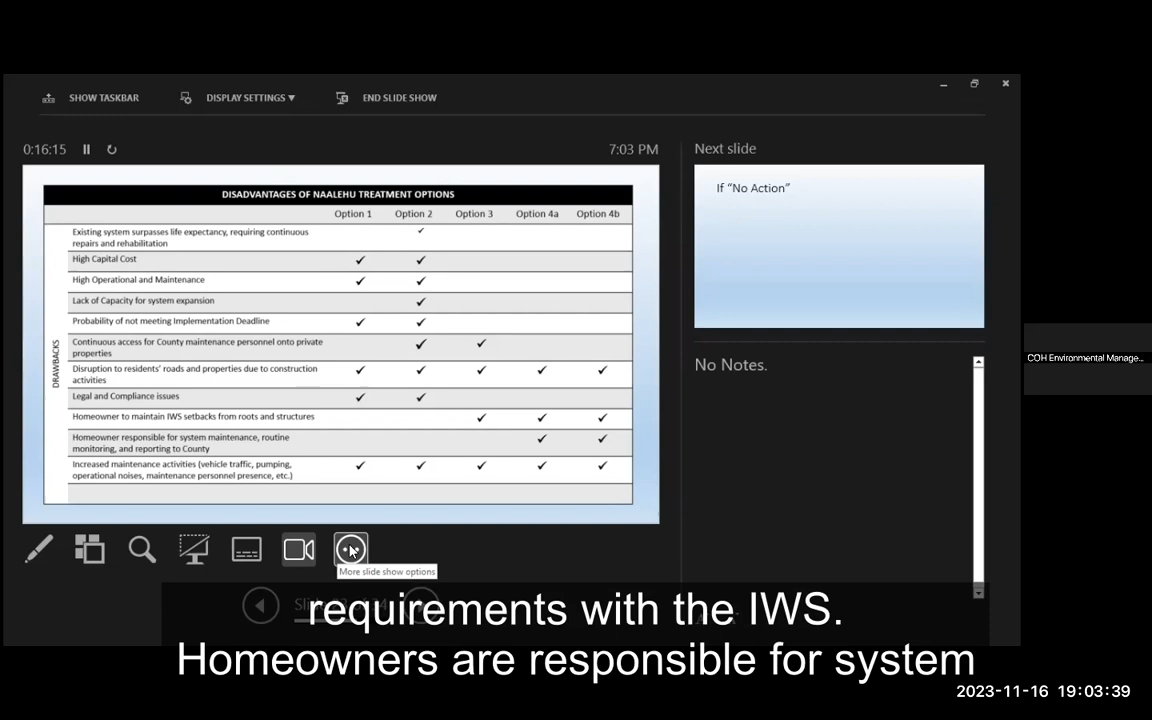 SHOW TASKBAR
DISPLAY SETTINGS ▼
END SLIDE SHOW
0:16:15
7:03 PM
Next slide
DISADVANTAGES OF NAALEHU TREATMENT OPTIONS
Option 1 Option 2 Option 3 Option 4a Option 4b
DRAWBACKS
Existing system surpasses life expectancy, requiring continuous
repairs and rehabilitation ✓
High Capital Cost ✓ ✓
High Operational and Maintenance ✓ ✓
Lack of Capacity for system expansion ✓
Probability of not meeting Implementation Deadline ✓ ✓
Continuous access for County maintenance personnel onto private
properties ✓ ✓
Disruption to residents' roads and properties due to construction
activities ✓ ✓ ✓ ✓ ✓
Legal and Compliance issues ✓ ✓
Homeowner to maintain IWS setbacks from roots and structures ✓ ✓ ✓
Homeowner responsible for system maintenance, routine
monitoring, and reporting to County ✓ ✓
Increased maintenance activities (vehicle traffic, pumping,
operational noises, maintenance personnel presence, etc.) ✓ ✓ ✓ ✓ ✓
If "No Action"
No Notes.
COH Environmental Manage...
More slide show options
requirements with the IWS.
Homeowners are responsible for system
2023-11-16 19:03:39